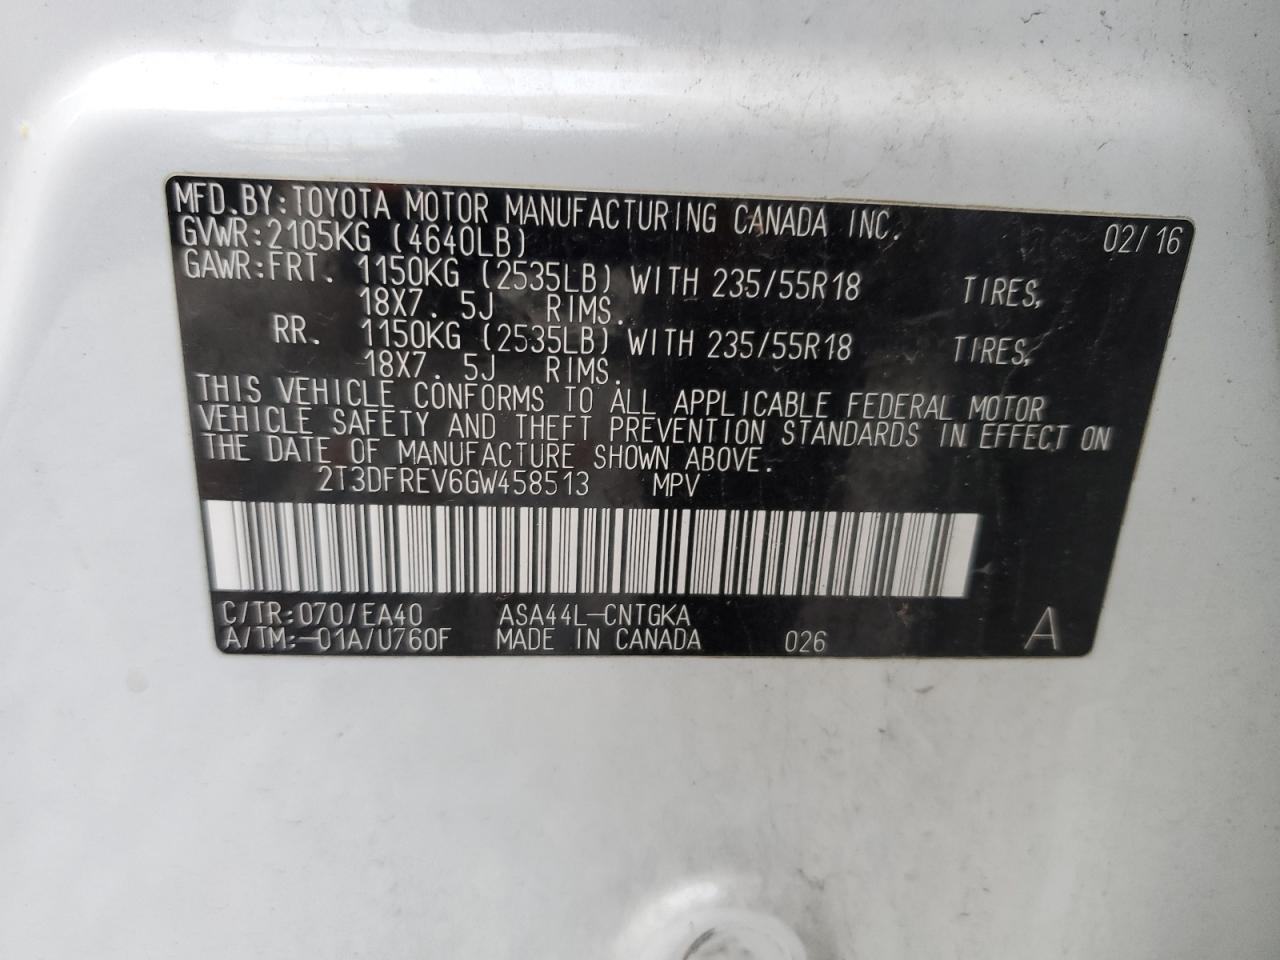 MFD.BY:TOYOTA MOTOR MANUFACTURING CANADA INC.
GVWR:2105KG (4640LB) 02/16
GAWR:FRT. 1150KG (2535LB) WITH 235/55R18 TIRES,
18X7. 5J RIMS.
RR. 1150KG (2535LB) WITH 235/55R18 TIRES,
18X7. 5J RIMS.
THIS VEHICLE CONFORMS TO ALL APPLICABLE FEDERAL MOTOR
VEHICLE SAFETY AND THEFT PREVENTION STANDARDS IN EFFECT ON
THE DATE OF MANUFACTURE SHOWN ABOVE.
2T3DFREV6GW458513 MPV
C/TR:070/EA40 ASA44L-CNTGKA
A/TM:-01A/U760F MADE IN CANADA 026 A